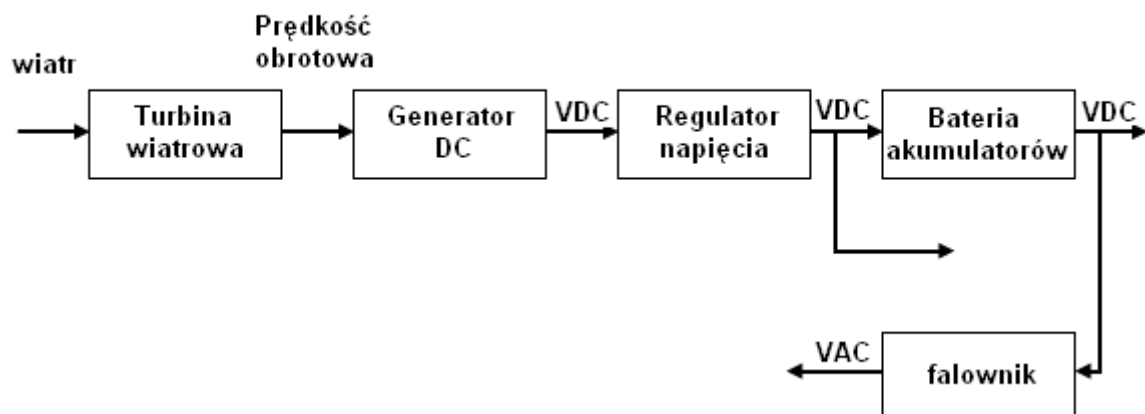 Prędkość
obrotowa
wiatr
Turbina
wiatrowa
Generator
DC
VDC
Regulator
napięcia
VDC
Bateria
akumulatorów
VDC
VAC
falownik